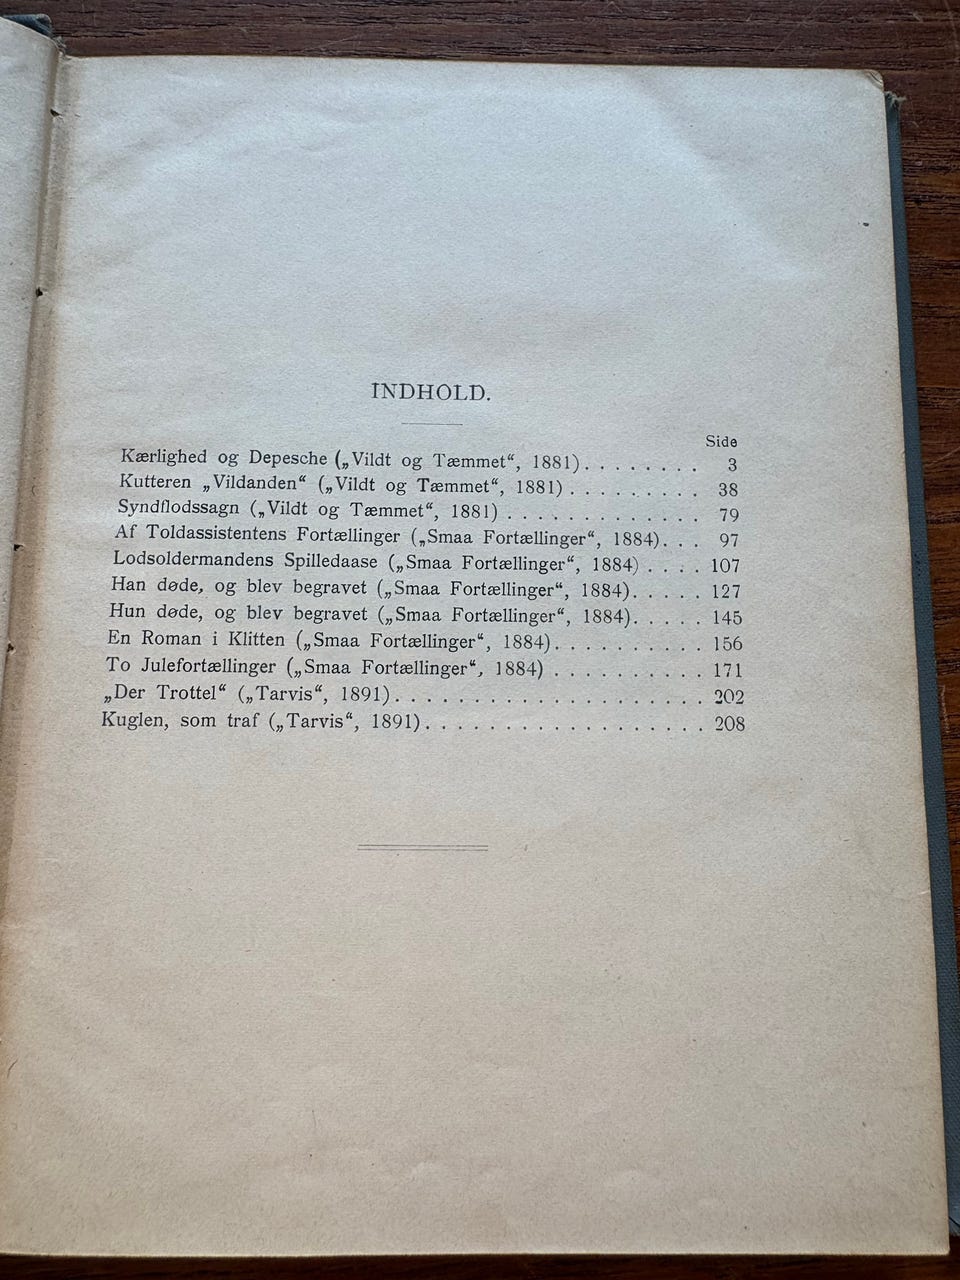 INDHOLD.
Side
Kærlighed og Depesche („Vildt og Tæmmet“, 1881). . . . . . . . 3
Kutteren „Vildanden“ („Vildt og Tæmmet“, 1881) . . . . . . . . . 38
Syndflodssagn („Vildt og Tæmmet“, 1881) . . . . . . . . . . . . . 79
Af Toldassistentens Fortællinger („Smaa Fortællinger“, 1884). . . 97
Lodsoldermandens Spilledaase („Smaa Fortællinger“, 1884) . . . . 107
Han døde, og blev begravet („Smaa Fortællinger“, 1884). . . . . . 127
Hun døde, og blev begravet („Smaa Fortællinger“, 1884). . . . . . 145
En Roman i Klitten („Smaa Fortællinger“, 1884). . . . . . . . . . 156
To Julefortællinger („Smaa Fortællinger“, 1884) . . . . . . . . . . 171
„Der Trottel“ („Tarvis“, 1891). . . . . . . . . . . . . . . . . . . . 202
Kuglen, som traf („Tarvis“, 1891). . . . . . . . . . . . . . . . . . 208